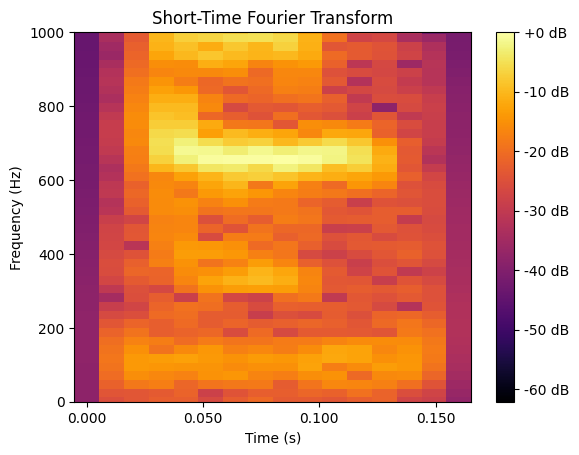 Short-Time Fourier Transform
Frequency (Hz)
1000
800
600
400
200
0
0.000
0.050
0.100
0.150
Time (s)
+0 dB
-10 dB
-20 dB
-30 dB
-40 dB
-50 dB
-60 dB